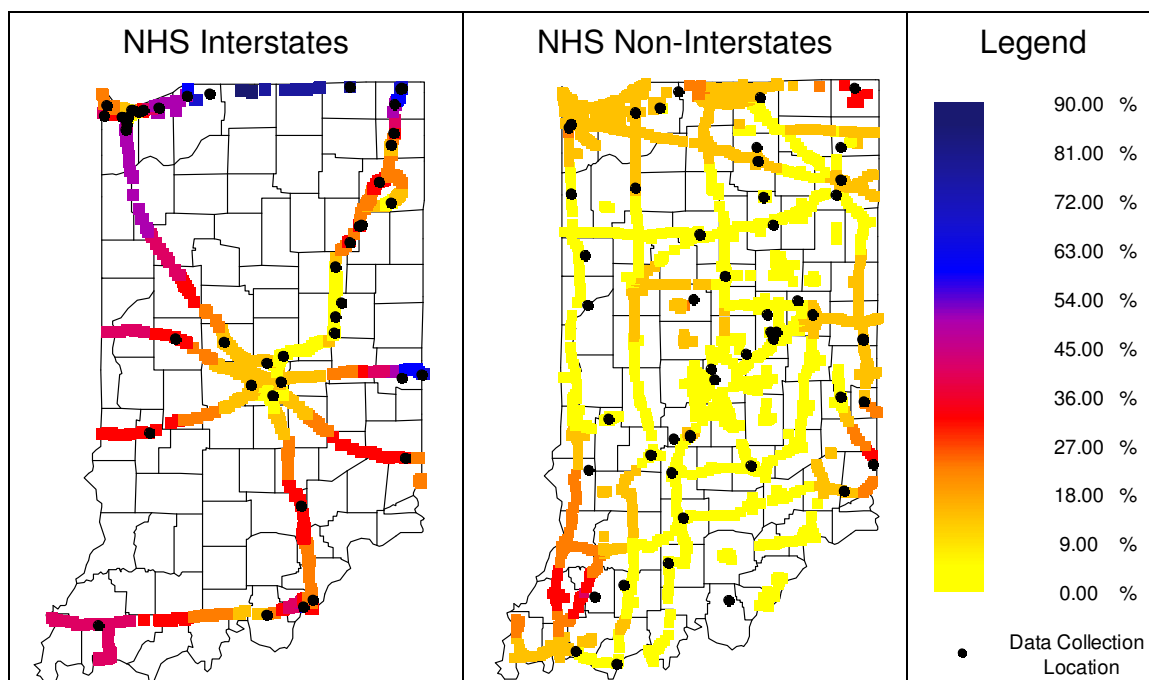 NHS Interstates
NHS Non-Interstates
Legend
90.00 %
81.00 %
72.00 %
63.00 %
54.00 %
45.00 %
36.00 %
27.00 %
18.00 %
9.00 %
0.00 %
Data Collection
Location